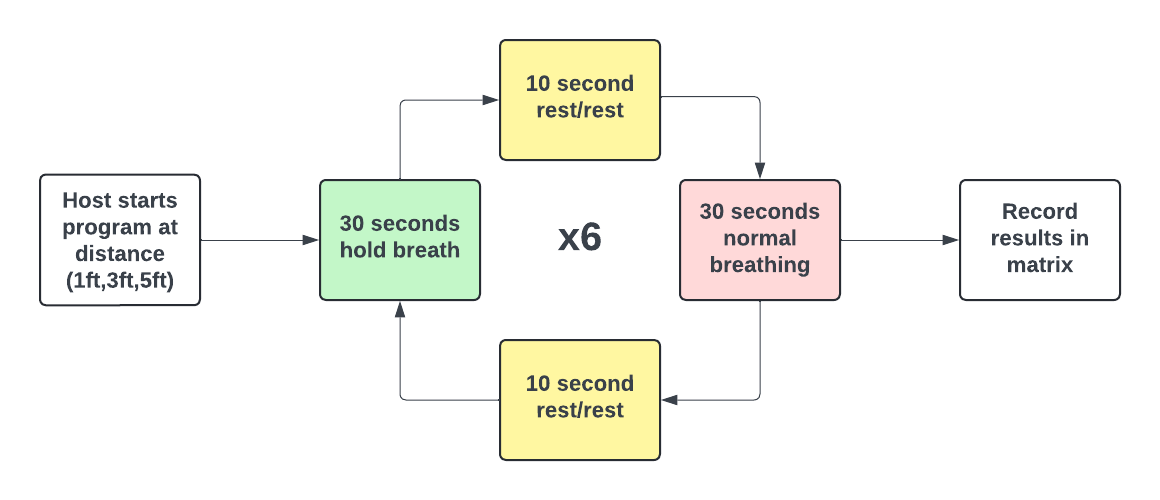 Host starts
program at
distance
(1ft,3ft,5ft)
30 seconds
hold breath
10 second
rest/rest
x6
10 second
rest/rest
30 seconds
normal
breathing
Record
results in
matrix